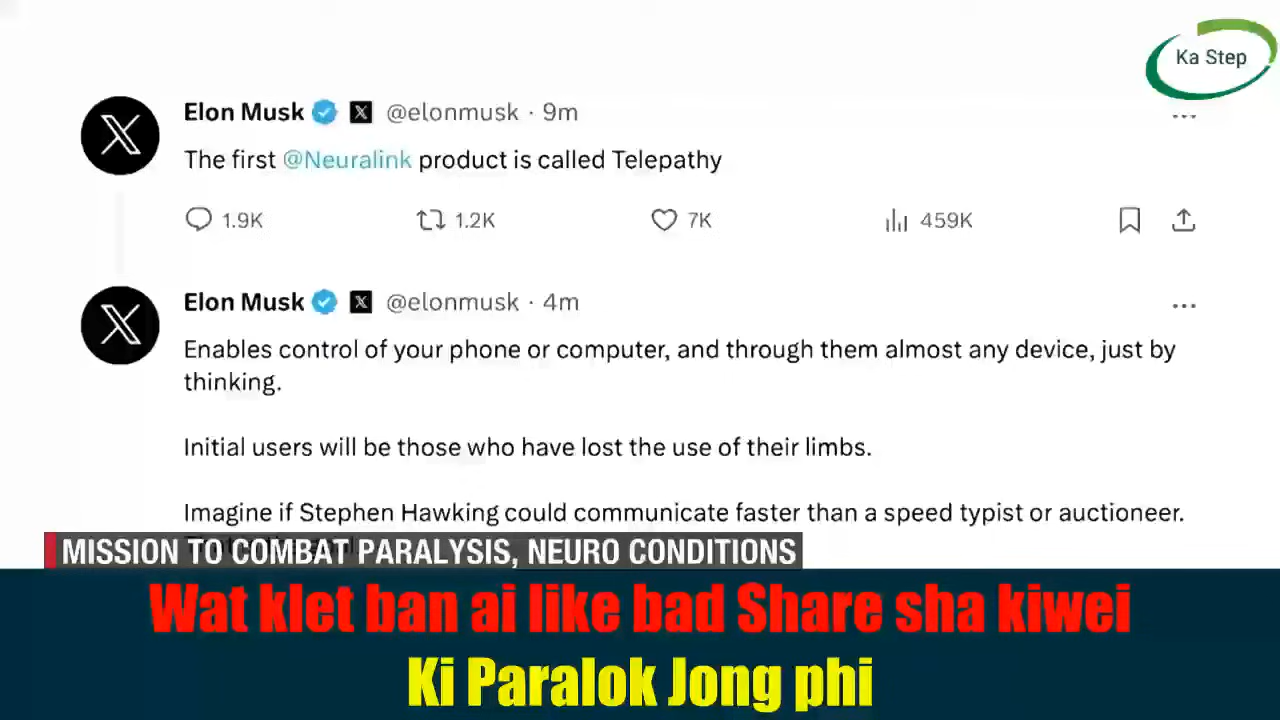 Ka Step
Elon Musk @elonmusk · 9m
The first @Neuralink product is called Telepathy
1.9K 1.2K 7K 459K
Elon Musk @elonmusk · 4m
Enables control of your phone or computer, and through them almost any device, just by
thinking.
Initial users will be those who have lost the use of their limbs.
Imagine if Stephen Hawking could communicate faster than a speed typist or auctioneer.
MISSION TO COMBAT PARALYSIS, NEURO CONDITIONS
Wat klet ban ai like bad Share sha kiwei
Ki Paralok Jong phi